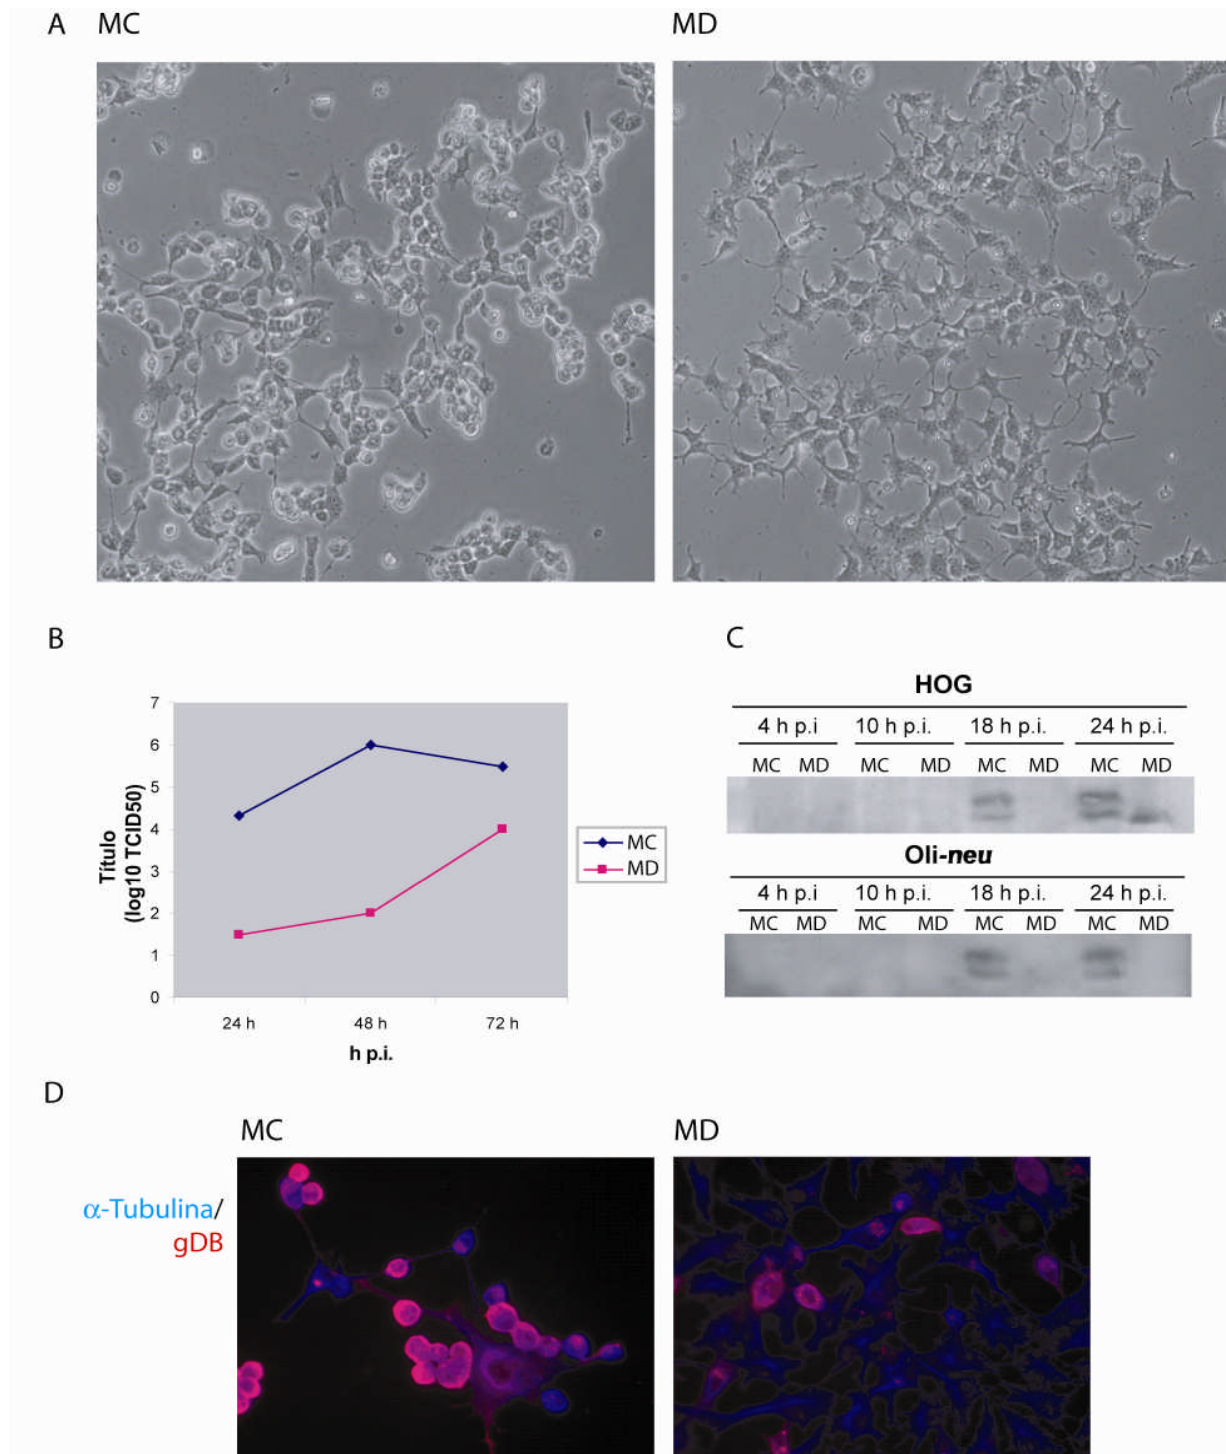 A MC MD
B
7
6
5
4
3
2
1
0
Título
(log10 TCID50)
24 h 48 h 72 h
h p.i.
MC
MD
C
HOG
4 h p.i 10 h p.i. 18 h p.i. 24 h p.i.
MC MD MC MD MC MD MC MD
Oli-neu
4 h p.i. 10 h p.i. 18 h p.i. 24 h p.i.
MC MD MC MD MC MD MC MD
D
MC MD
α-Tubulina/
gDB